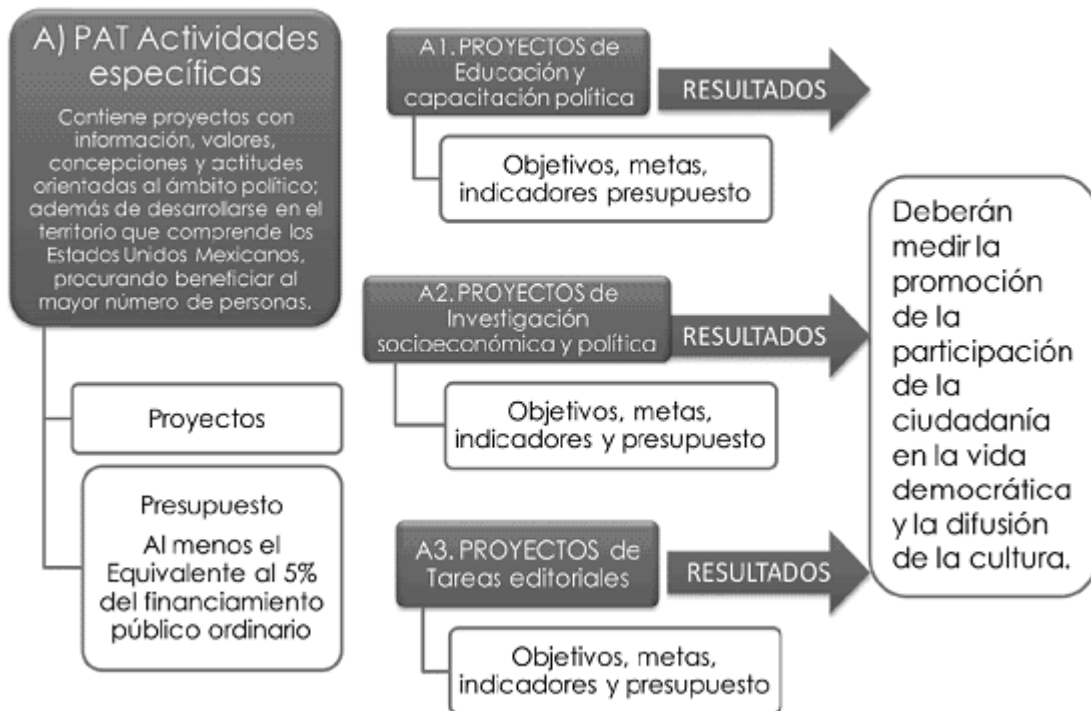 A) PAT Actividades
específicas
Contiene proyectos con
información, valores,
concepciones y actitudes
orientadas al ámbito político;
además de desarrollarse en el
territorio que comprende los
Estados Unidos Mexicanos,
procurando beneficiar al
mayor número de personas.
Proyectos
Presupuesto
Al menos el
Equivalente al 5%
del financiamiento
público ordinario
A1. PROYECTOS de
Educación y
capacitación política
RESULTADOS
Objetivos, metas,
indicadores presupuesto
A2. PROYECTOS de
Investigación
socioeconómica y política
RESULTADOS
Objetivos, metas,
indicadores y presupuesto
A3. PROYECTOS de
Tareas editoriales
RESULTADOS
Objetivos, metas,
indicadores y presupuesto
Deberán
medir la
promoción
de la
participación
de la
ciudadanía
en la vida
democrática
y la difusión
de la cultura.